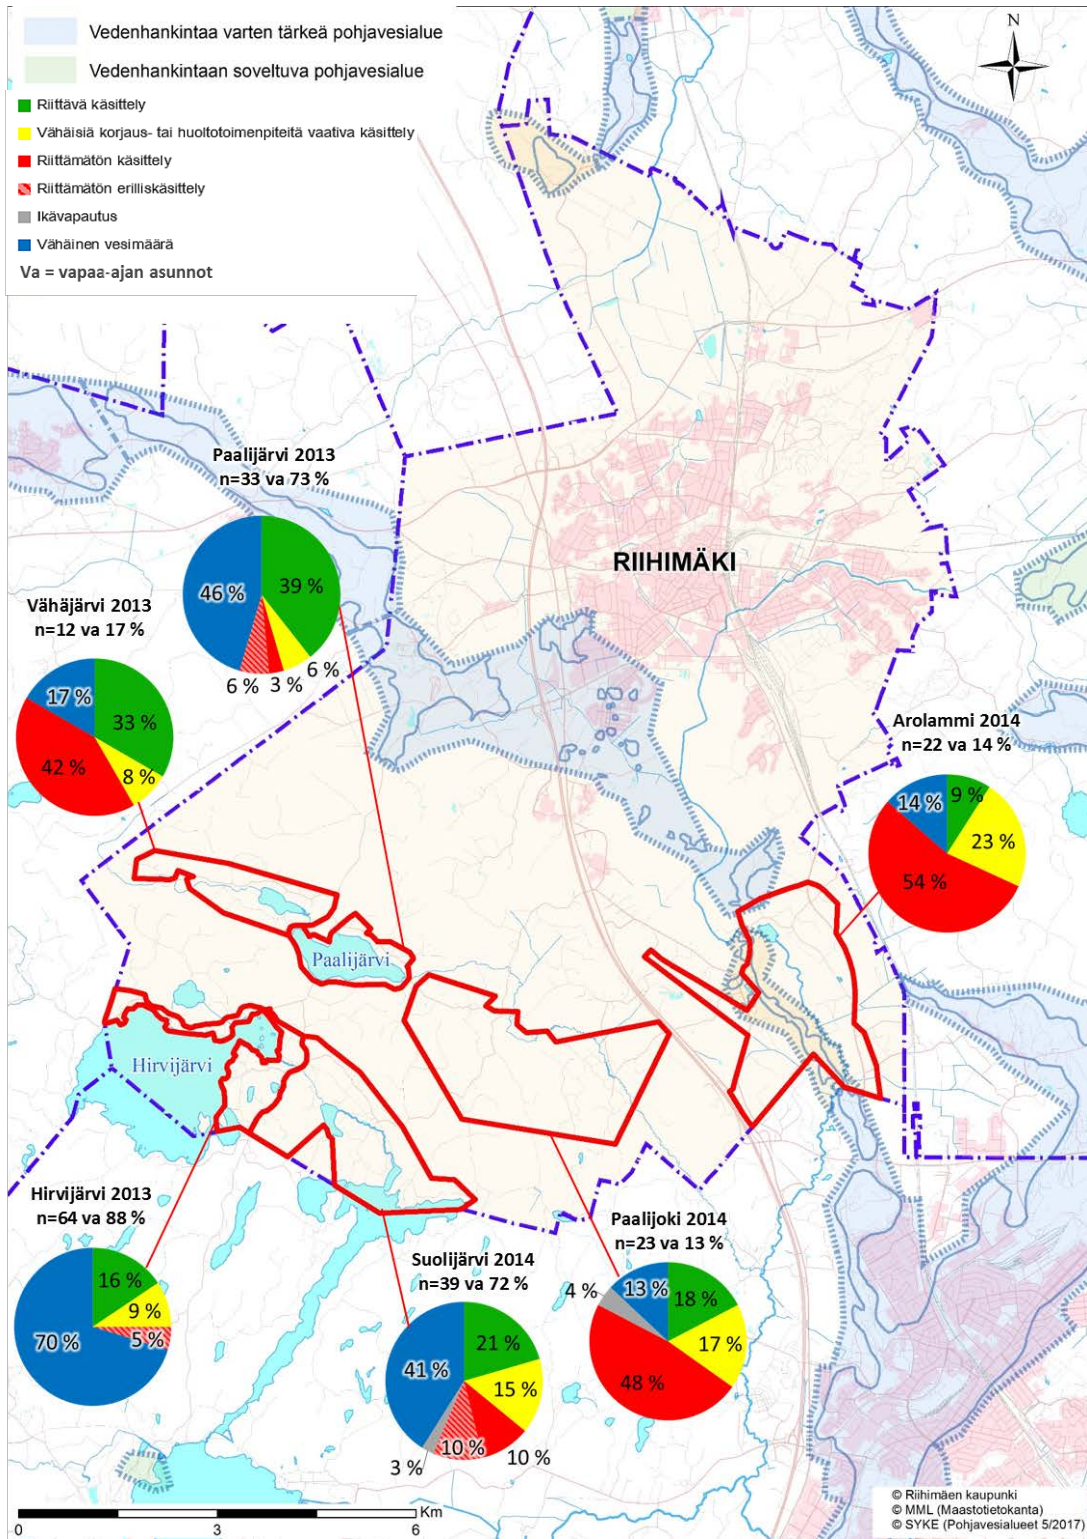 Vedenhankintaa varten tärkeä pohjavesialue
Vedenhankintaan soveltuva pohjavesialue
Riittävä käsittely
Vähäisiä korjaus- tai huoltotoimenpiteitä vaativa käsittely
Riittämätön käsittely
Riittämätön erilliskäsittely
Ikävapautus
Vähäinen vesimäärä
Va = vapaa-ajan asunnot
N
Paalijärvi 2013
n=33 va 73 %
46 %
39 %
6 %
3 %
6 %
RIIHIMÄKI
Vähäjärvi 2013
n=12 va 17 %
17 %
33 %
42 %
8 %
Arolammi 2014
n=22 va 14 %
14 %
9 %
23 %
54 %
Paalijärvi
Hirvijärvi
Hirvijärvi 2013
n=64 va 88 %
16 %
9 %
5 %
70 %
Suolijärvi 2014
n=39 va 72 %
21 %
41 %
15 %
10 %
10 %
3 %
Paalijoki 2014
n=23 va 13 %
4 %
13 %
18 %
17 %
48 %
0
3
6
Km
© Riihimäen kaupunki
© MML (Maastotietokanta)
© SYKE (Pohjavesialueet 5/2017)